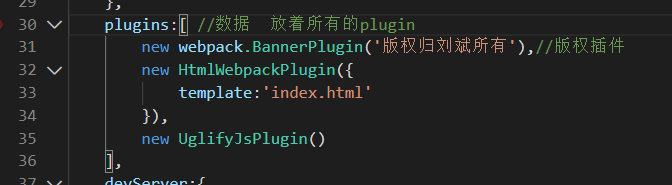 29 },
30 plugins:[ //数据 放着所有的plugin
31 new webpack.BannerPlugin('版权归刘斌所有'),//版权插件
32 new HtmlWebpackPlugin({
33 template:'index.html'
34 }),
35 new UglifyJsPlugin()
36 ],
37 devServer:{